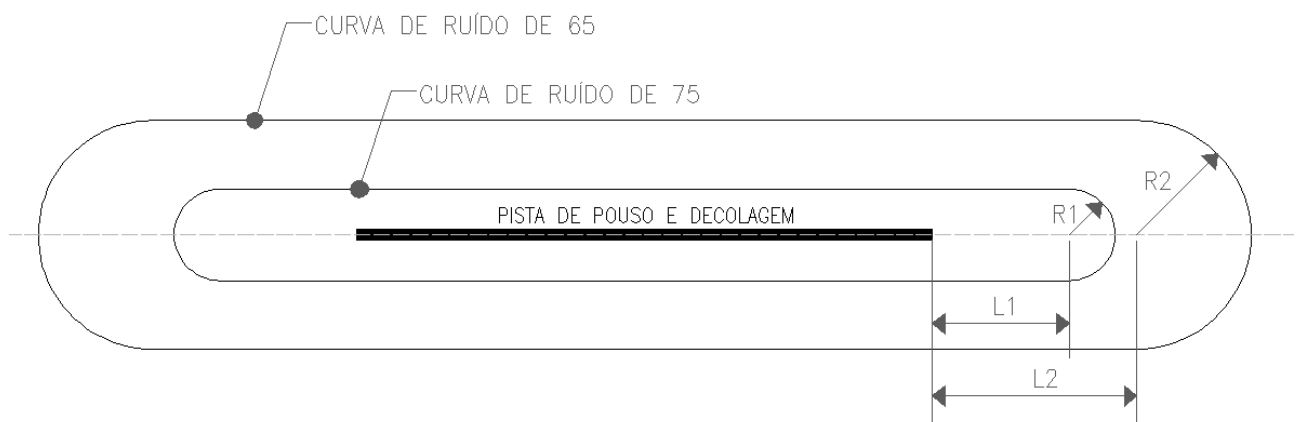 CURVA DE RUÍDO DE 65
CURVA DE RUÍDO DE 75
R2
PISTA DE POUSO E DECOLAGEM
R1
L1
L2